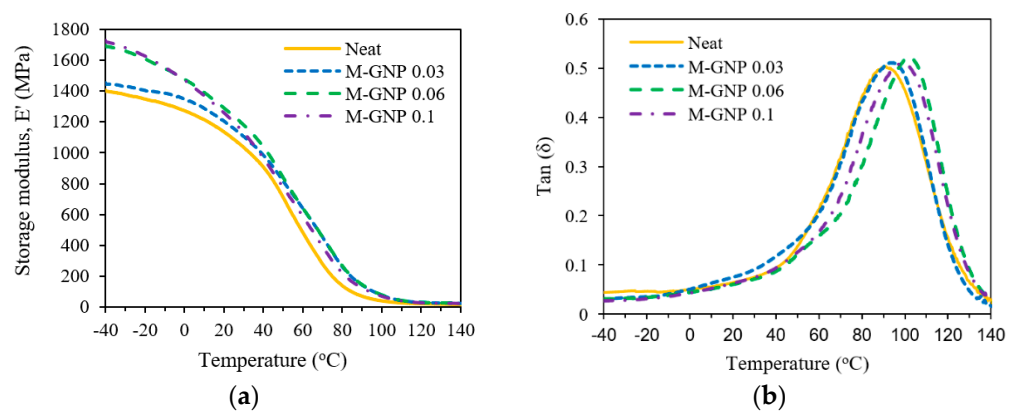 1800
1600
1400
1200
1000
800
600
400
200
0
Storage modulus, E' (MPa)
Neat
M-GNP 0.03
M-GNP 0.06
M-GNP 0.1
-40 -20 0 20 40 60 80 100 120 140
Temperature (°C)
(a)
0.6
0.5
0.4
0.3
0.2
0.1
0
Tan (δ)
Neat
M-GNP 0.03
M-GNP 0.06
M-GNP 0.1
-40 -20 0 20 40 60 80 100 120 140
Temperature (°C)
(b)